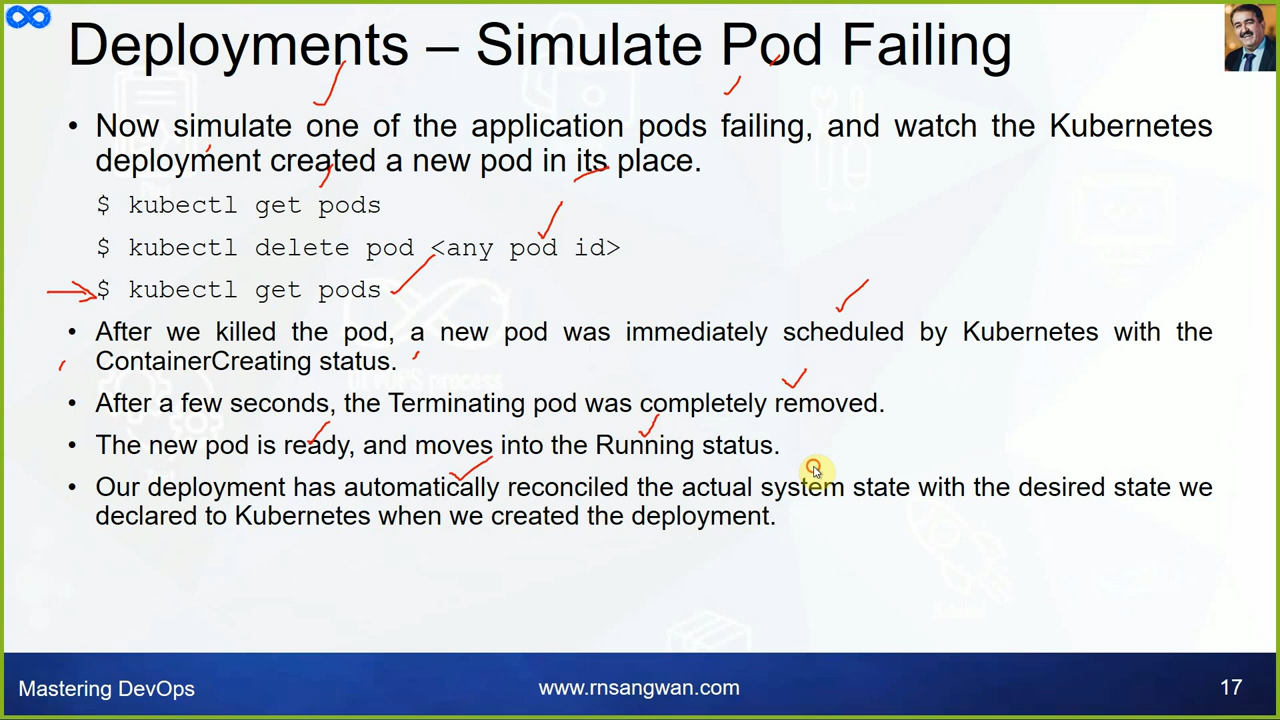 Deployments – Simulate Pod Failing
• Now simulate one of the application pods failing, and watch the Kubernetes
deployment created a new pod in its place.
$ kubectl get pods
$ kubectl delete pod <any pod id>
$ kubectl get pods
• After we killed the pod, a new pod was immediately scheduled by Kubernetes with the
ContainerCreating status.
• After a few seconds, the Terminating pod was completely removed.
• The new pod is ready, and moves into the Running status.
• Our deployment has automatically reconciled the actual system state with the desired state we
declared to Kubernetes when we created the deployment.
Mastering DevOps
www.rnsangwan.com
17